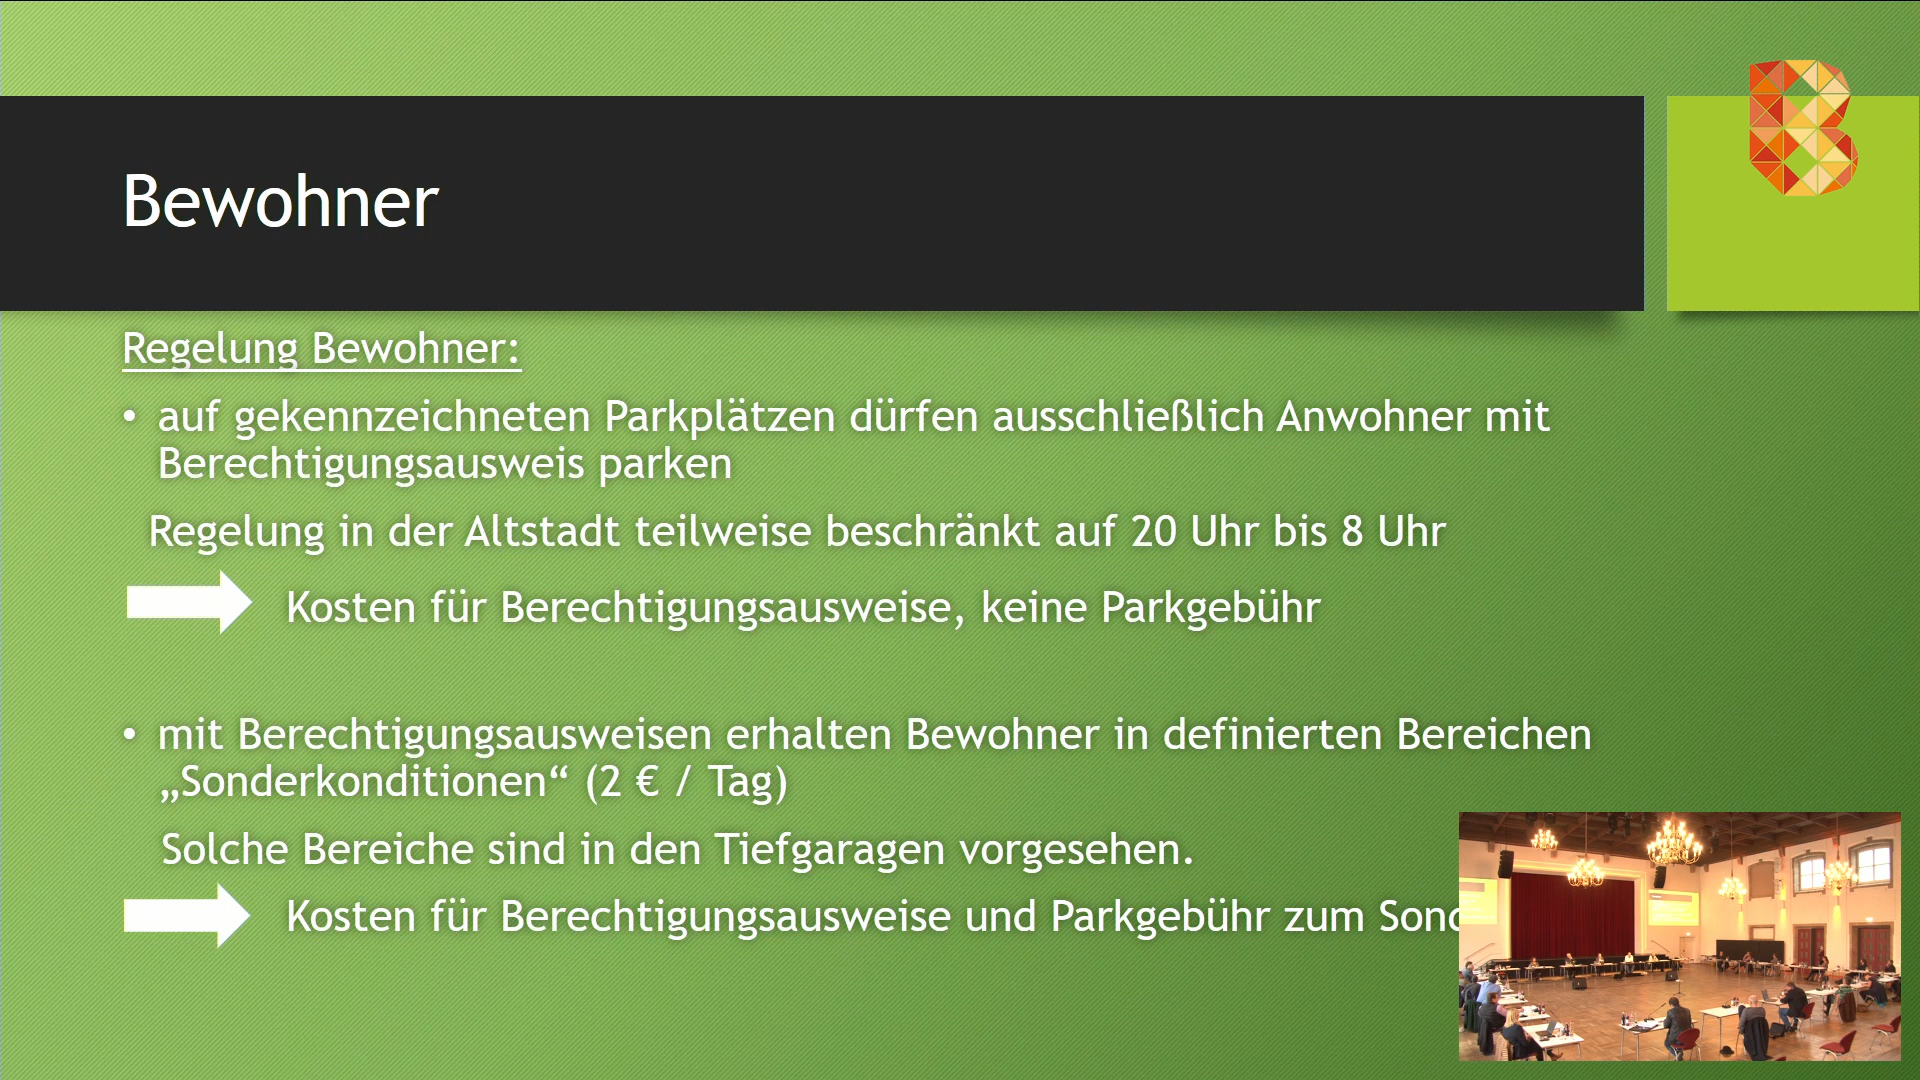 Bewohner
Regelung Bewohner:
• auf gekennzeichneten Parkplätzen dürfen ausschließlich Anwohner mit
Berechtigungsausweis parken
Regelung in der Altstadt teilweise beschränkt auf 20 Uhr bis 8 Uhr
Kosten für Berechtigungsausweise, keine Parkgebühr
• mit Berechtigungsausweisen erhalten Bewohner in definierten Bereichen
„Sonderkonditionen“ (2 € / Tag)
Solche Bereiche sind in den Tiefgaragen vorgesehen.
Kosten für Berechtigungsausweise und Parkgebühr zum